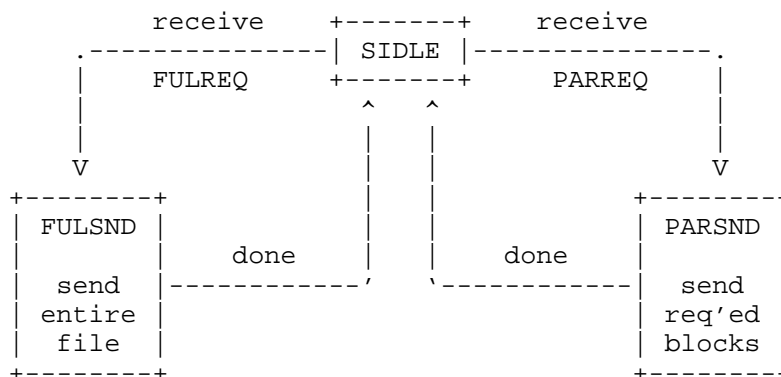 receive receive
SIDLE
FULREQ PARREQ
FULSND PARSND
done done
send send
entire req'ed
file blocks